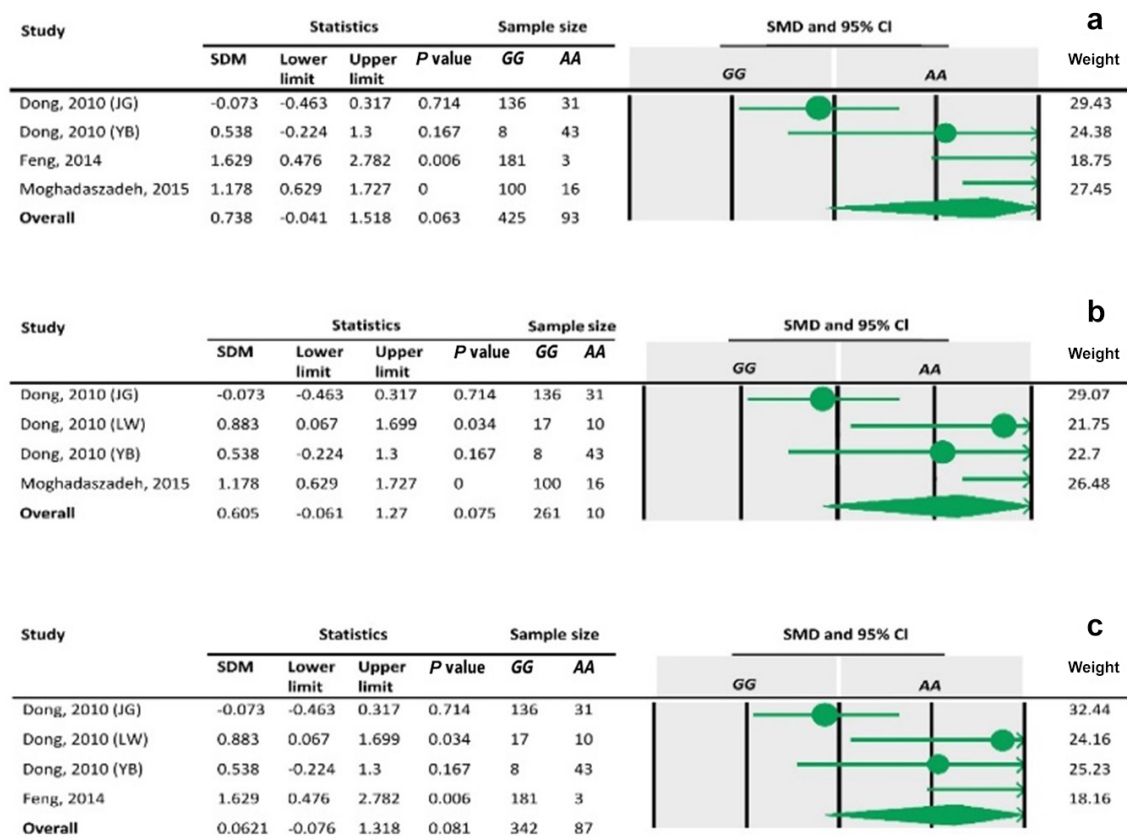 a
Study Statistics Sample size SMD and 95% CI
SDM Lower limit Upper limit P value GG AA GG AA Weight
Dong, 2010 (JG) -0.073 -0.463 0.317 0.714 136 31 29.43
Dong, 2010 (YB) 0.538 -0.224 1.3 0.167 8 43 24.38
Feng, 2014 1.629 0.476 2.782 0.006 181 3 18.75
Moghadaszadeh, 2015 1.178 0.629 1.727 0 100 16 27.45
Overall 0.738 -0.041 1.518 0.063 425 93
b
Study Statistics Sample size SMD and 95% CI
SDM Lower limit Upper limit P value GG AA GG AA Weight
Dong, 2010 (JG) -0.073 -0.463 0.317 0.714 136 31 29.07
Dong, 2010 (LW) 0.883 0.067 1.699 0.034 17 10 21.75
Dong, 2010 (YB) 0.538 -0.224 1.3 0.167 8 43 22.7
Moghadaszadeh, 2015 1.178 0.629 1.727 0 100 16 26.48
Overall 0.605 -0.061 1.27 0.075 261 10
c
Study Statistics Sample size SMD and 95% CI
SDM Lower limit Upper limit P value GG AA GG AA Weight
Dong, 2010 (JG) -0.073 -0.463 0.317 0.714 136 31 32.44
Dong, 2010 (LW) 0.883 0.067 1.699 0.034 17 10 24.16
Dong, 2010 (YB) 0.538 -0.224 1.3 0.167 8 43 25.23
Feng, 2014 1.629 0.476 2.782 0.006 181 3 18.16
Overall 0.0621 -0.076 1.318 0.081 342 87